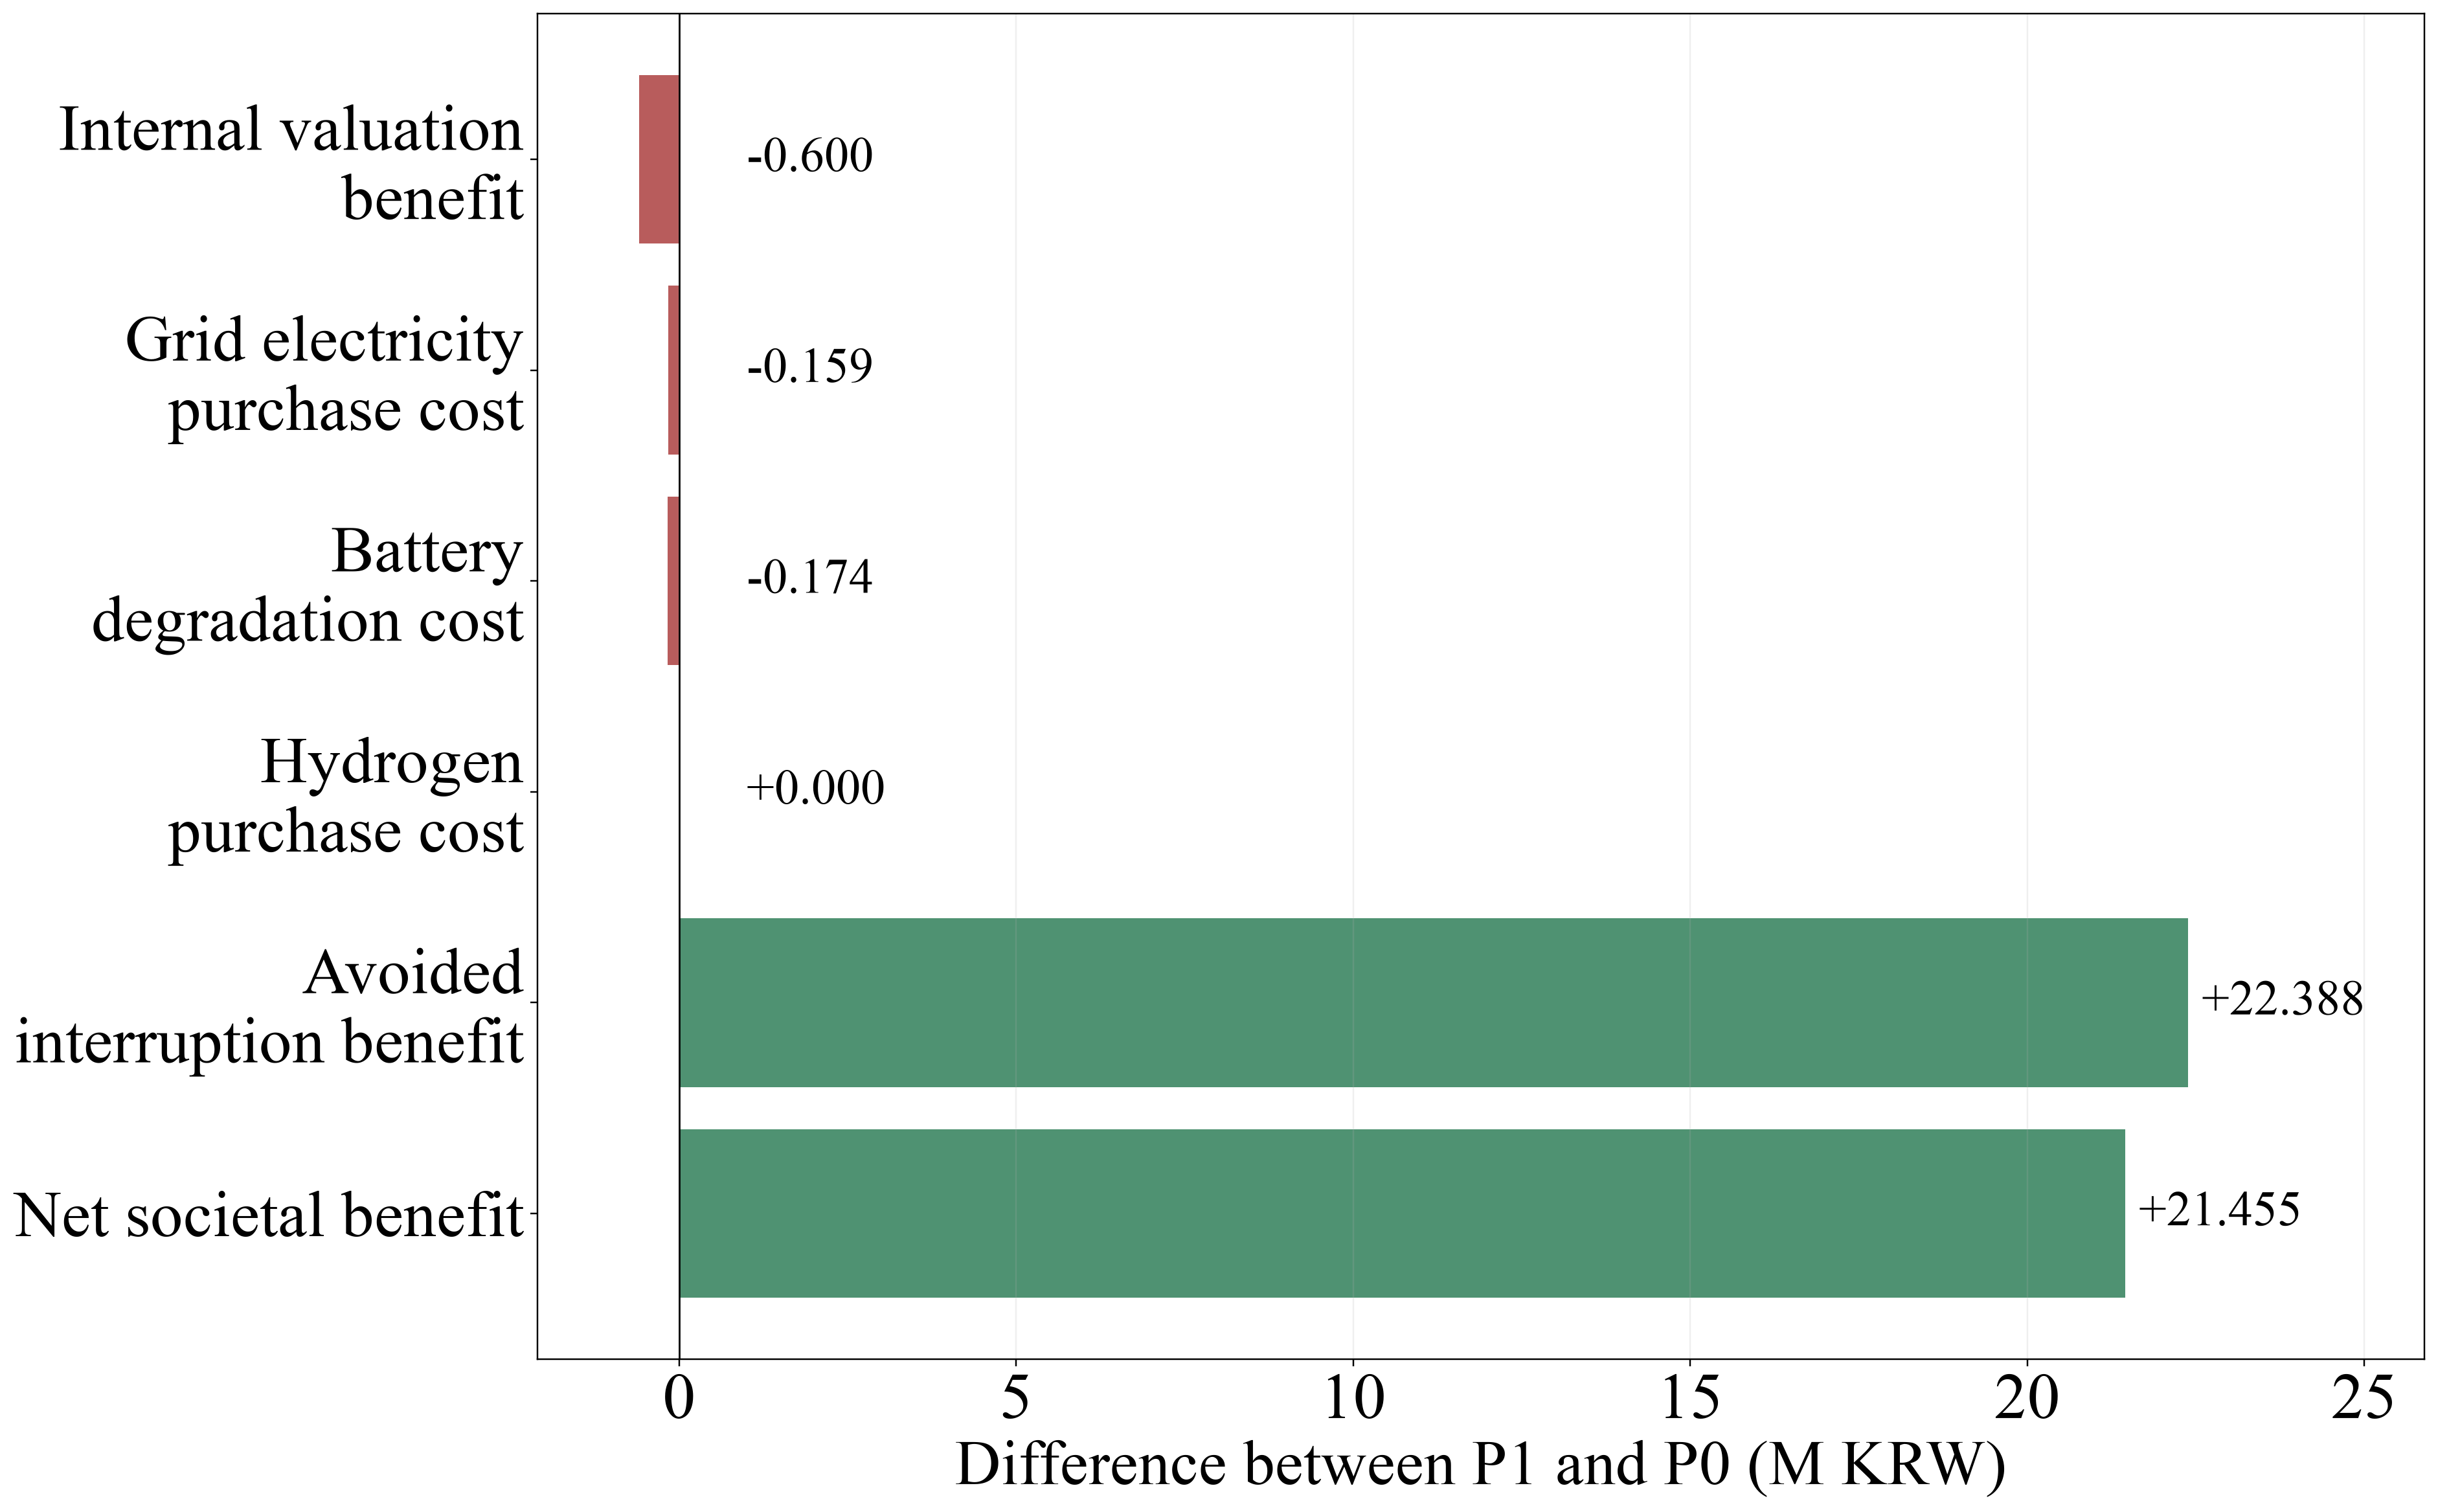 Internal valuation
benefit
-0.600
Grid electricity
purchase cost
-0.159
Battery
degradation cost
-0.174
Hydrogen
purchase cost
+0.000
Avoided
interruption benefit
+22.388
Net societal benefit
+21.455
0 5 10 15 20 25
Difference between P1 and P0 (M KRW)